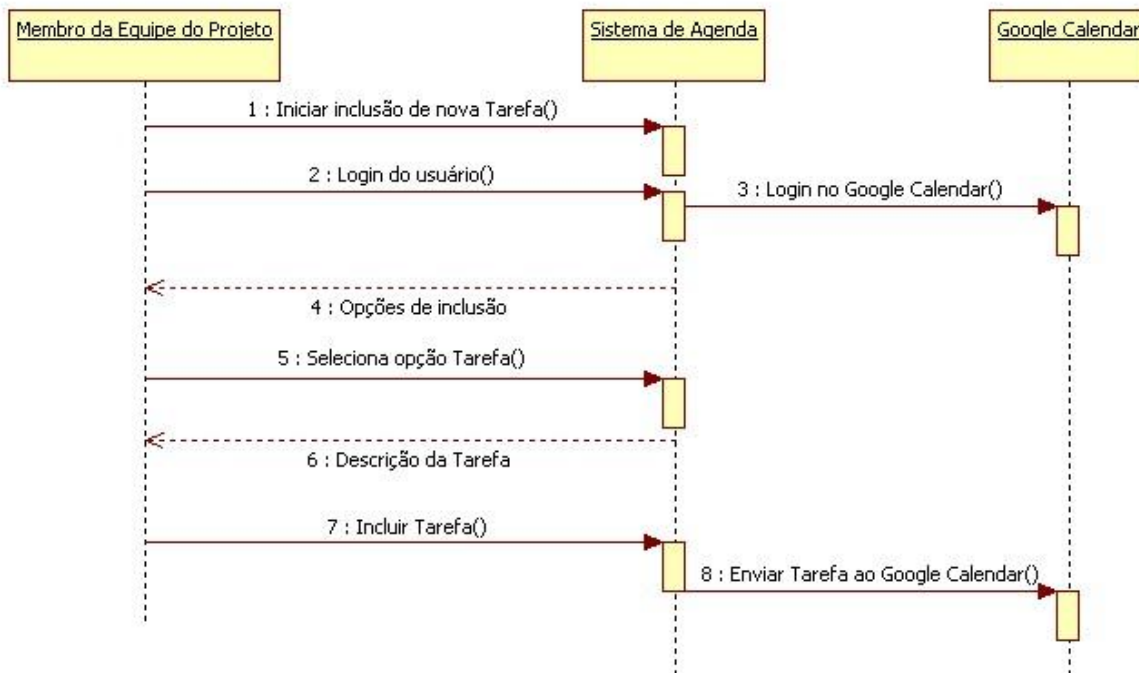 Membro da Equipe do Projeto
Sistema de Agenda
Google Calendar
1 : Iniciar inclusão de nova Tarefa()
2 : Login do usuário()
3 : Login no Google Calendar()
4 : Opções de inclusão
5 : Seleciona opção Tarefa()
6 : Descrição da Tarefa
7 : Incluir Tarefa()
8 : Enviar Tarefa ao Google Calendar()